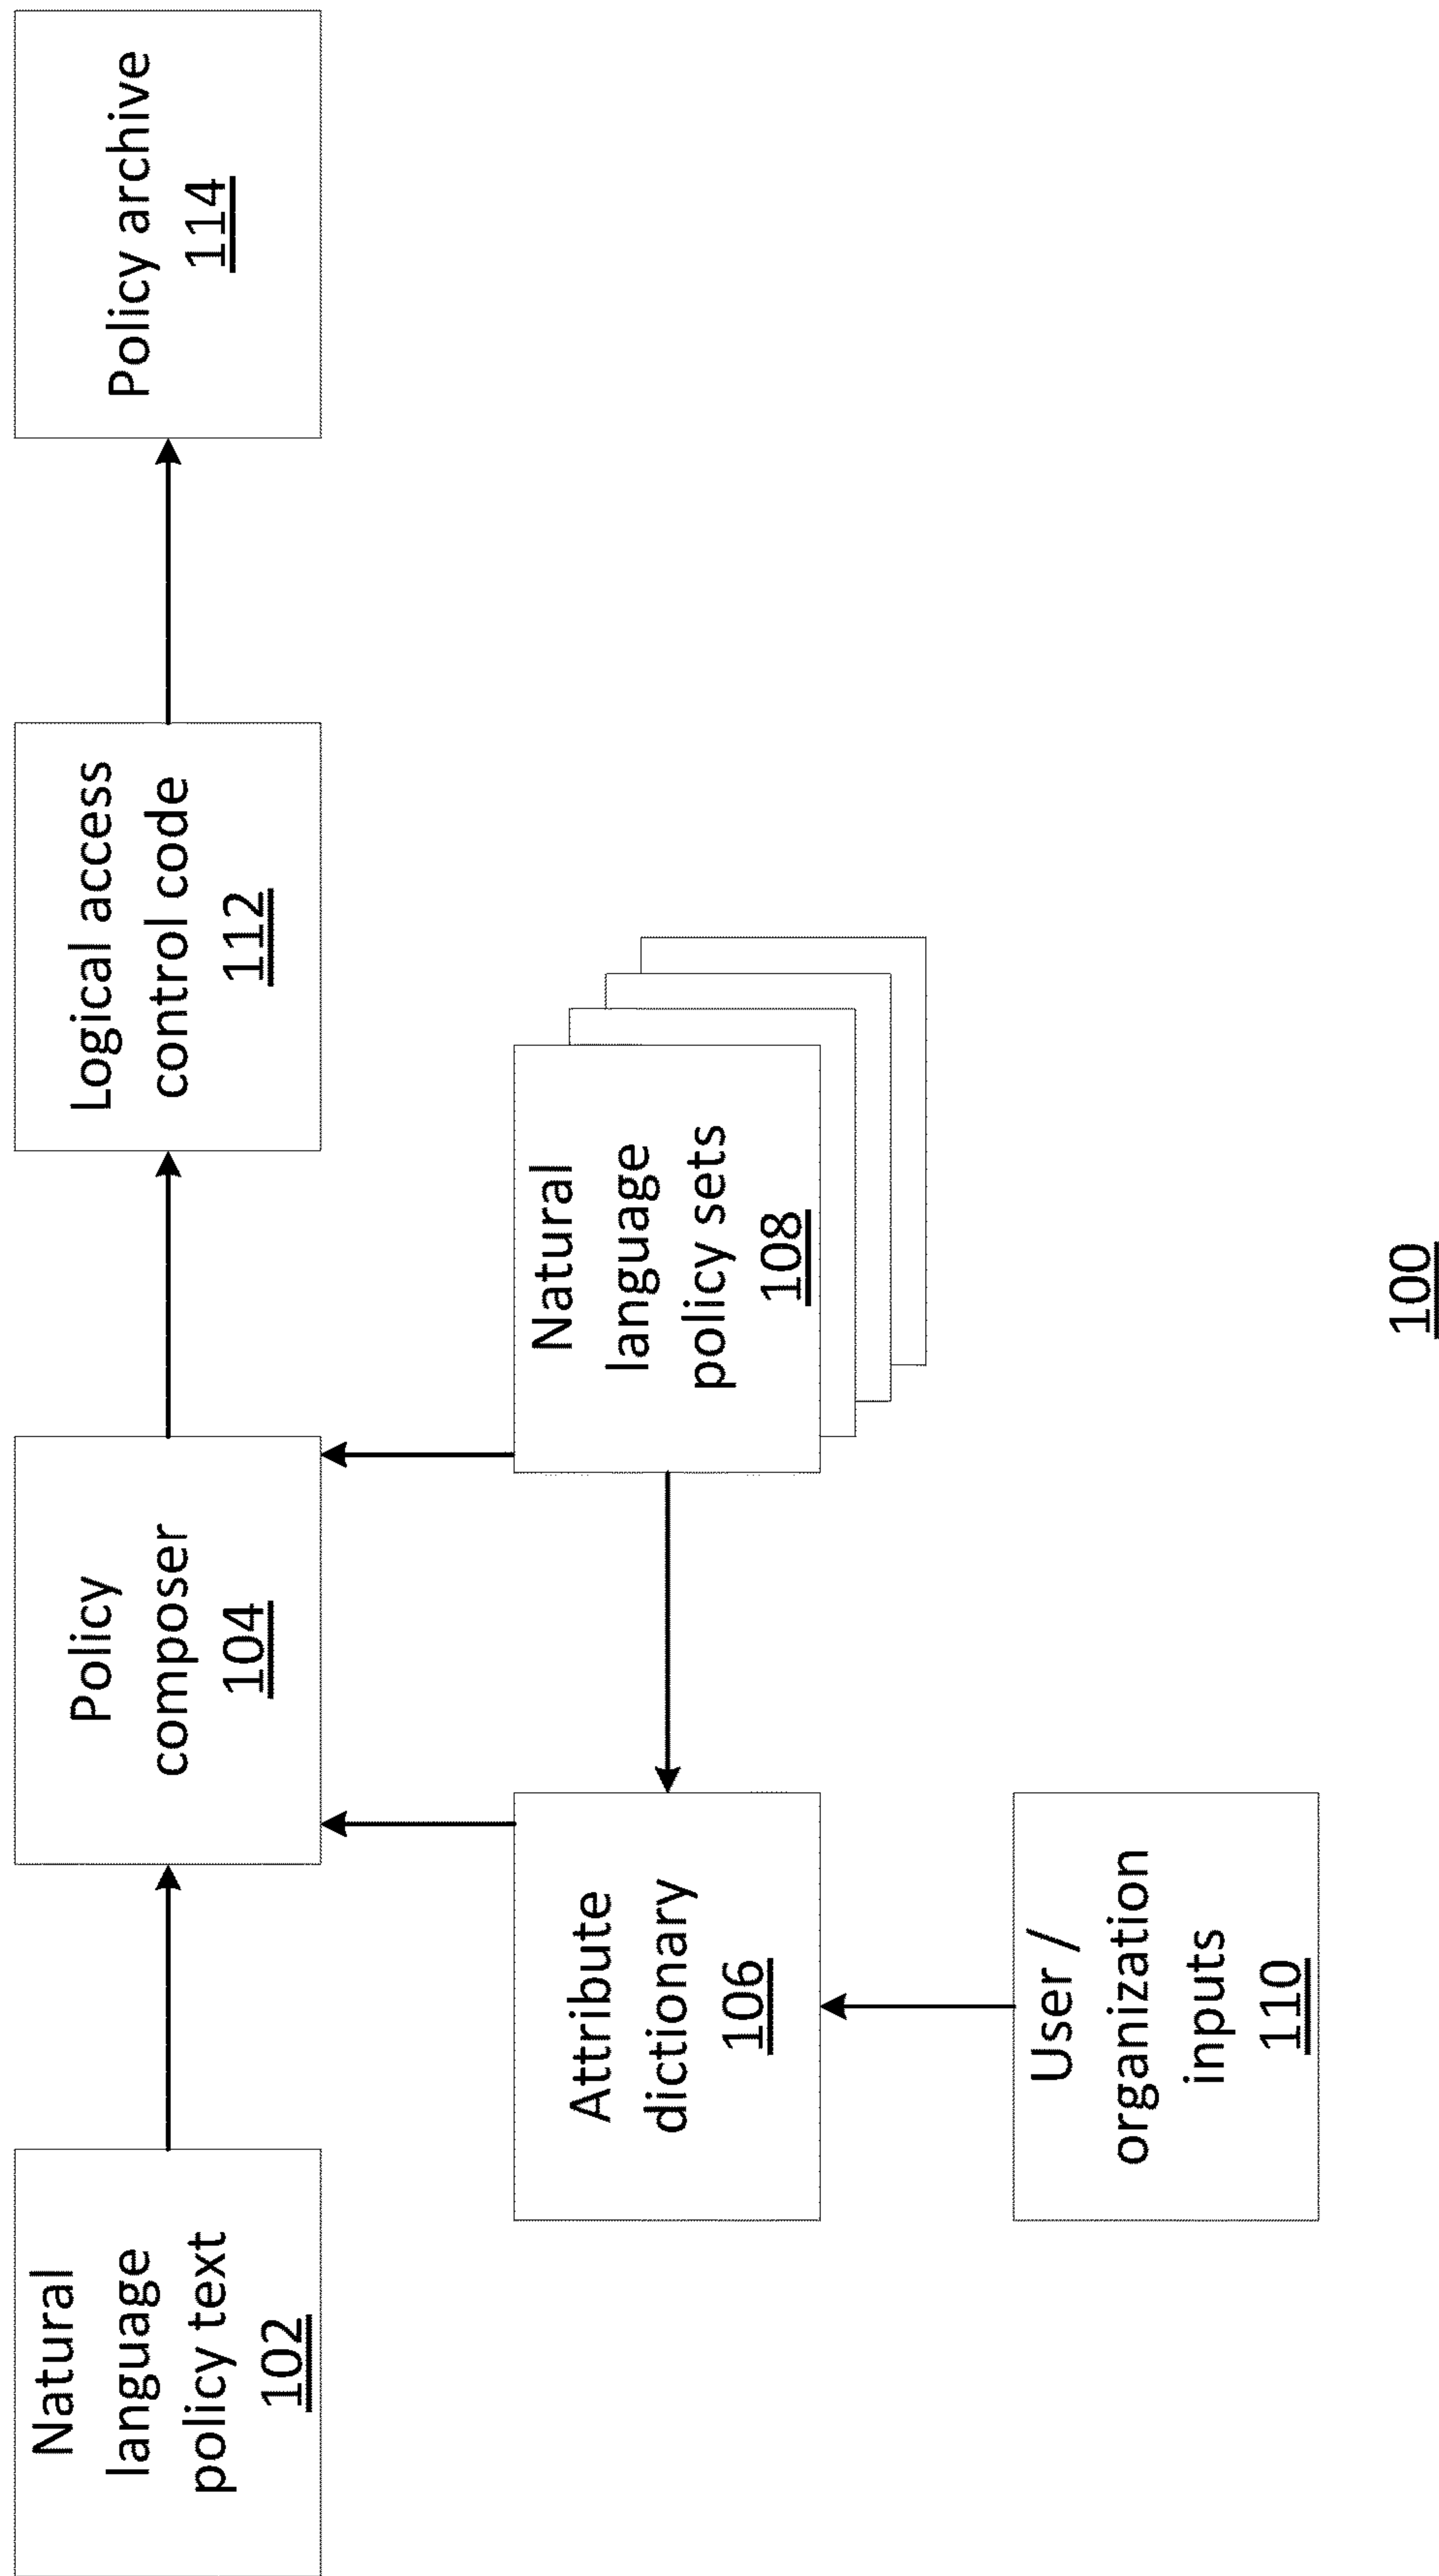 Natural
language
policy text
102
Policy
composer
104
Logical access
control code
112
Policy archive
114
Attribute
dictionary
106
Natural
language
policy sets
108
User /
organization
inputs
110
100